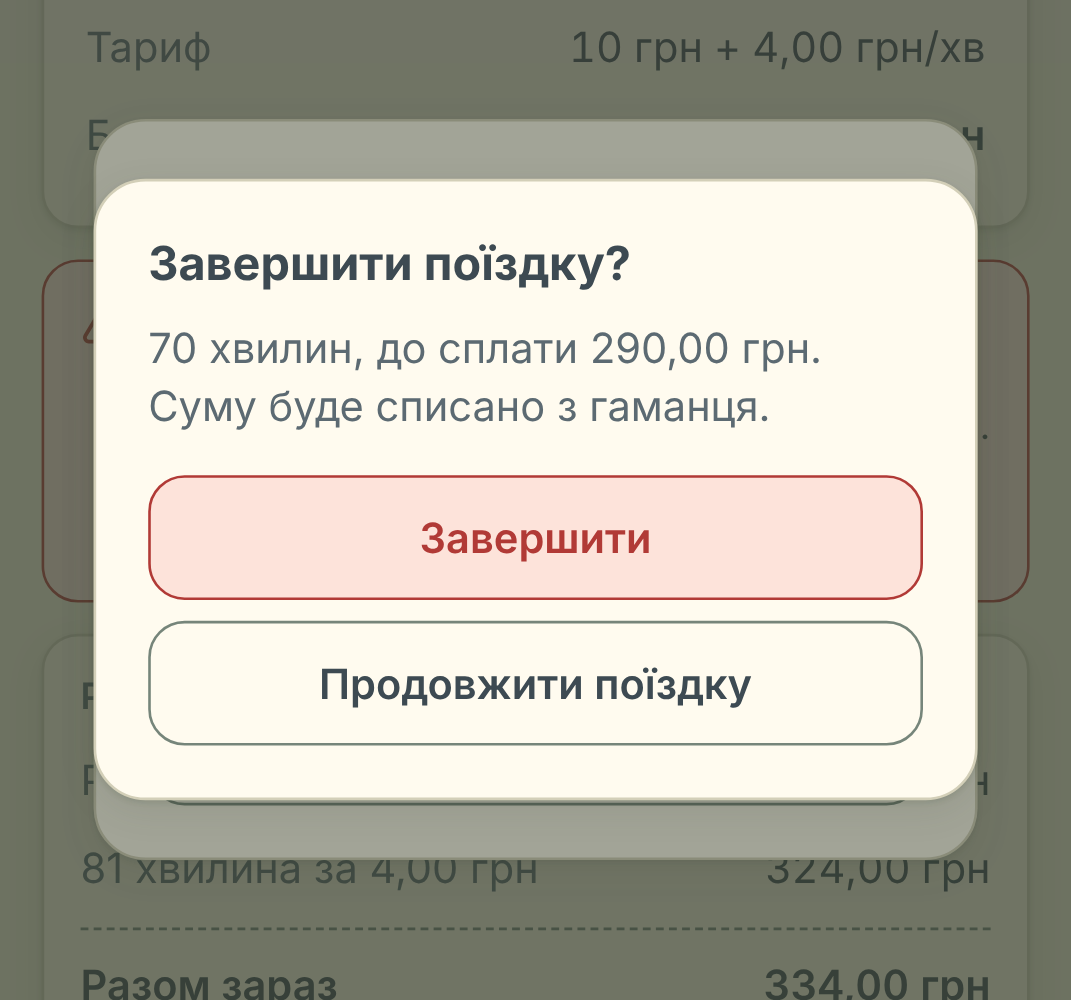 Тариф 10 грн + 4,00 грн/хв
Завершити поїздку?
70 хвилин, до сплати 290,00 грн.
Суму буде списано з гаманця.
Завершити
Продовжити поїздку
81 хвилина за 4,00 грн 324,00 грн
Разом зараз 334,00 грн